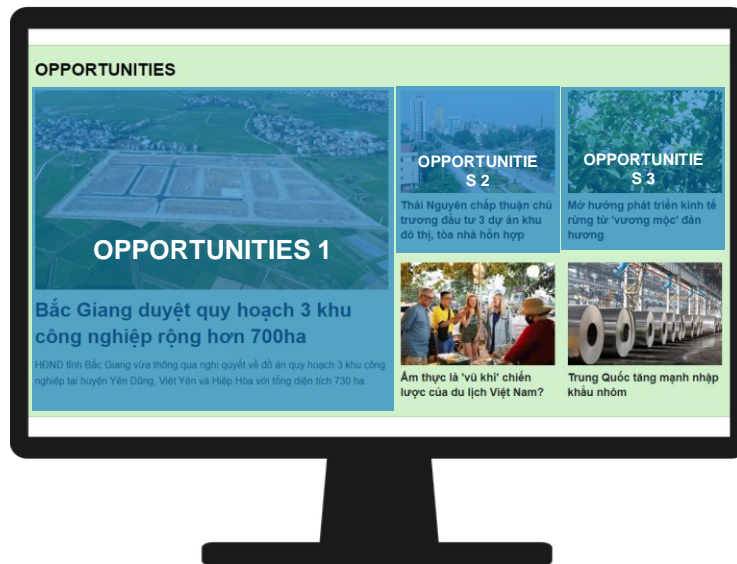 OPPORTUNITIES
OPPORTUNITIES 1
Bắc Giang duyệt quy hoạch 3 khu
công nghiệp rộng hơn 700ha
HĐND tỉnh Bắc Giang vừa thông qua nghị quyết về đồ án quy hoạch 3 khu công
nghiệp tại huyện Yên Dũng, Việt Yên và Hiệp Hòa với tổng diện tích 730 ha.
OPPORTUNITIE
S 2
Thái Nguyên chấp thuận chủ
trương đầu tư 3 dự án khu
đô thị, tòa nhà hỗn hợp
OPPORTUNITIE
S 3
Mở hướng phát triển kinh tế
rừng từ 'vương mộc' đàn
hương
Ẩm thực là 'vũ khí' chiến
lược của du lịch Việt Nam?
Trung Quốc tăng mạnh nhập
khẩu nhôm